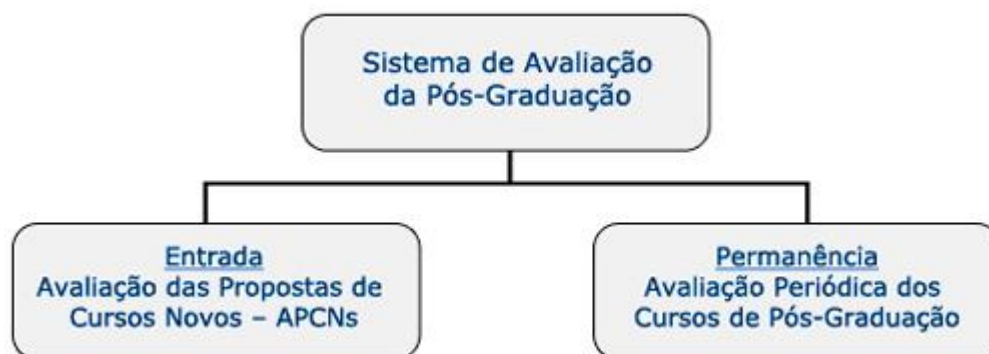 Sistema de Avaliação
da Pós-Graduação
Entrada
Avaliação das Propostas de
Cursos Novos – APCNs
Permanência
Avaliação Periódica dos
Cursos de Pós-Graduação